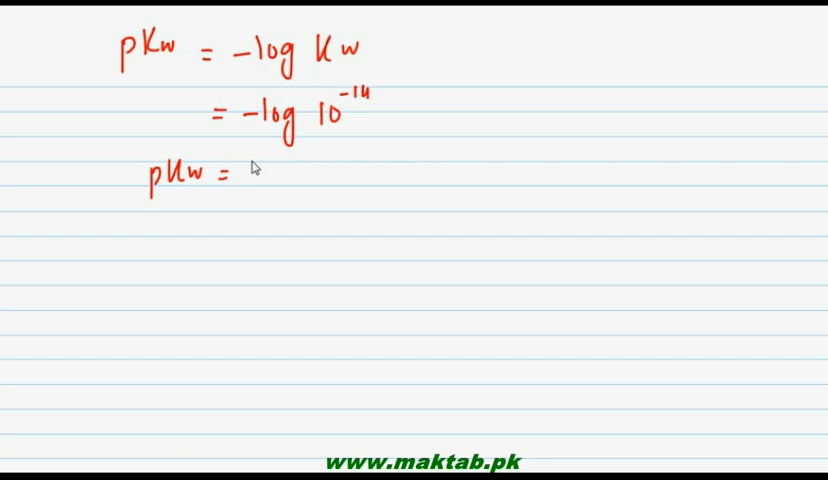 pKw = -log Kw
= -log 10⁻¹⁴
pKw =
www.maktab.pk